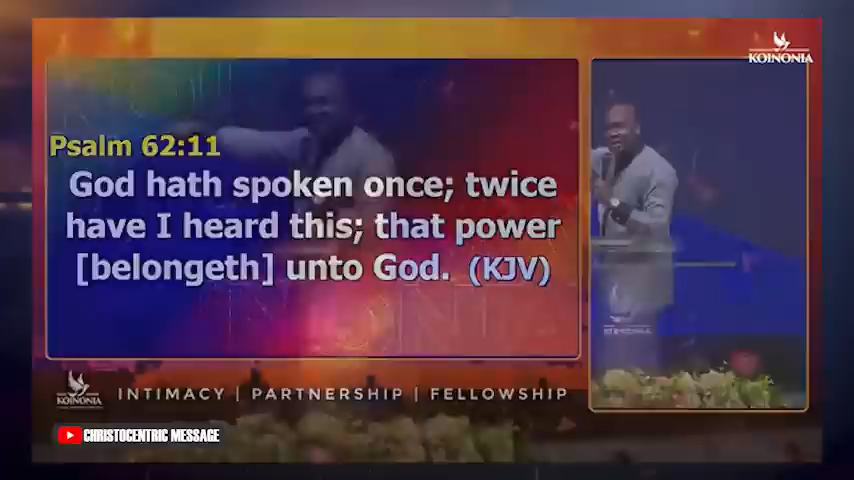 KOINONIA
Psalm 62:11
God hath spoken once; twice
have I heard this; that power
[belongeth] unto God. (KJV)
KOINONIA
INTIMACY | PARTNERSHIP | FELLOWSHIP
CHRISTOCENTRIC MESSAGE